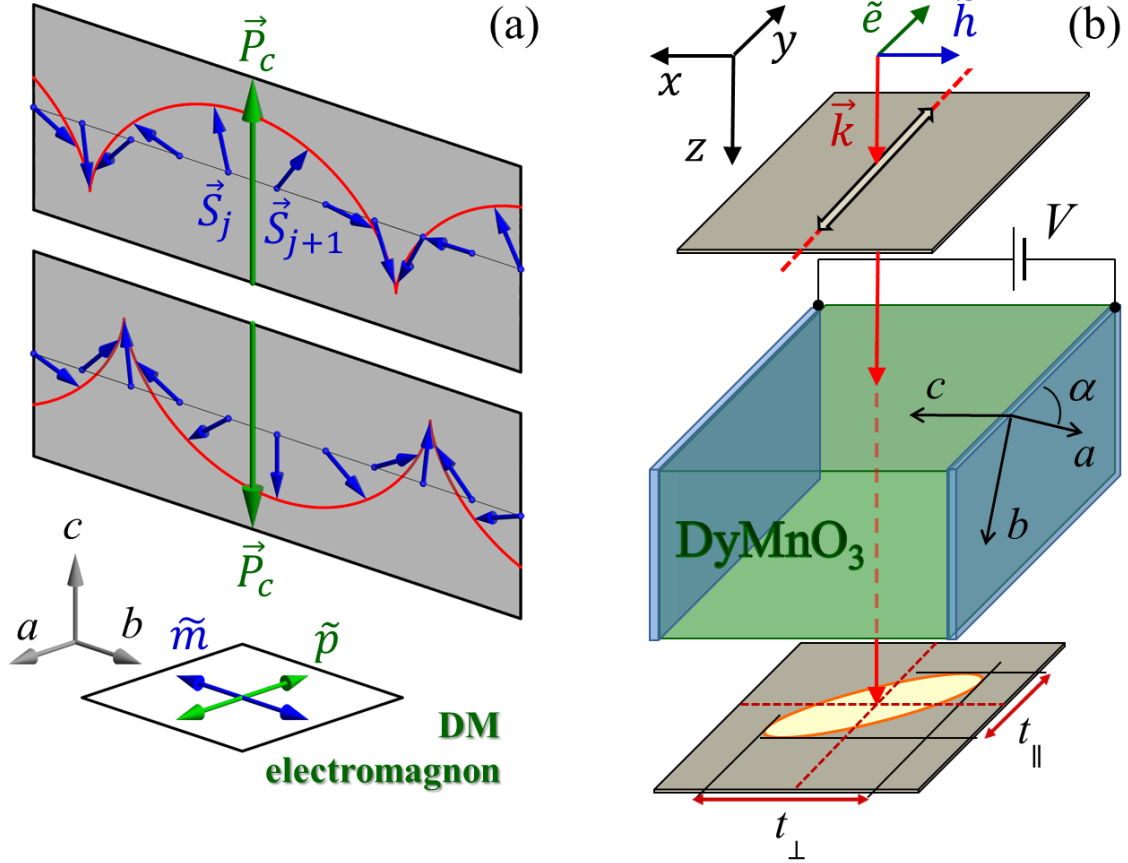 (a)
P⃗c
S⃗j
S⃗j+1
P⃗c
c
a
b
m̃
p̃
DM
electromagnon
(b)
ẽ
h̃
y
x
z
k⃗
V
c
α
a
b
DyMnO₃
t∥
t⊥